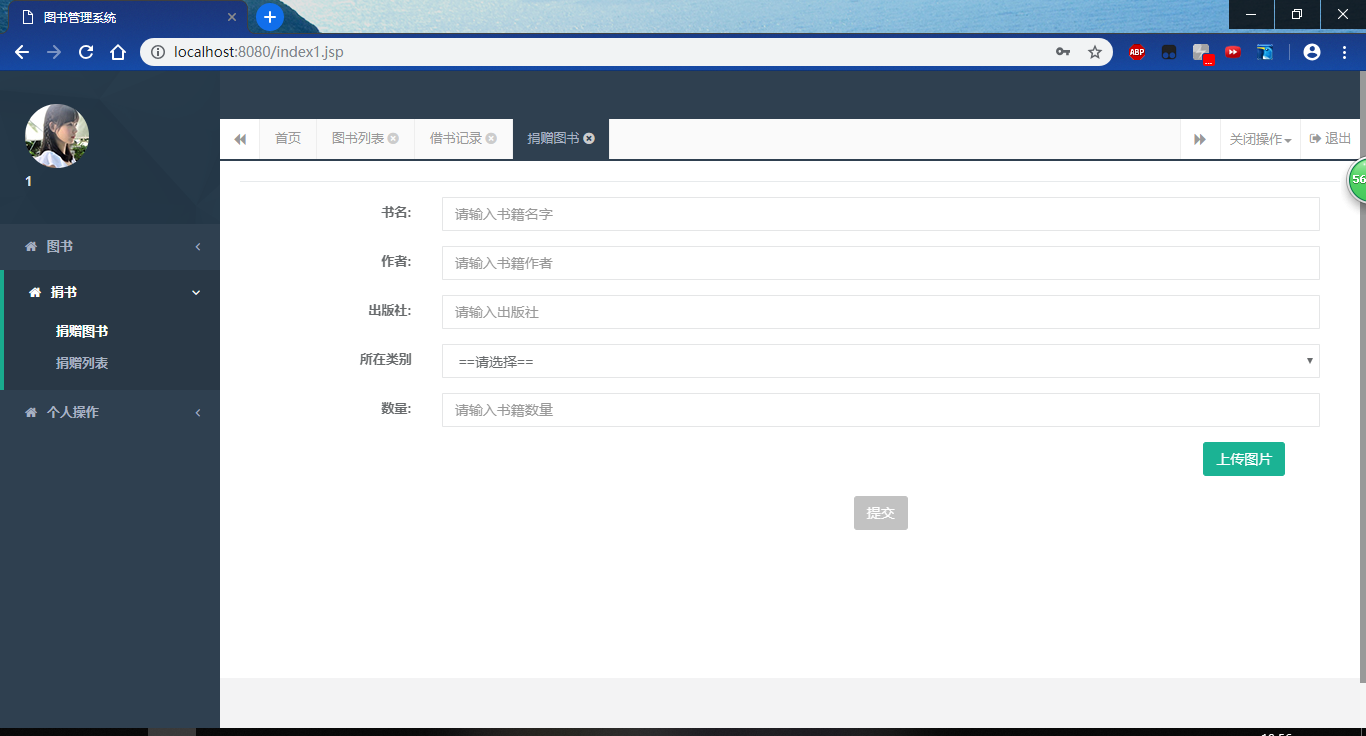 图书管理系统
localhost:8080/index1.jsp
ABP
首页 图书列表 借书记录 捐赠图书 关闭操作 退出
1
图书
捐书
捐赠图书
捐赠列表
个人操作
56
书名: 请输入书籍名字
作者: 请输入书籍作者
出版社: 请输入出版社
所在类别 ==请选择==
数量: 请输入书籍数量
上传图片
提交